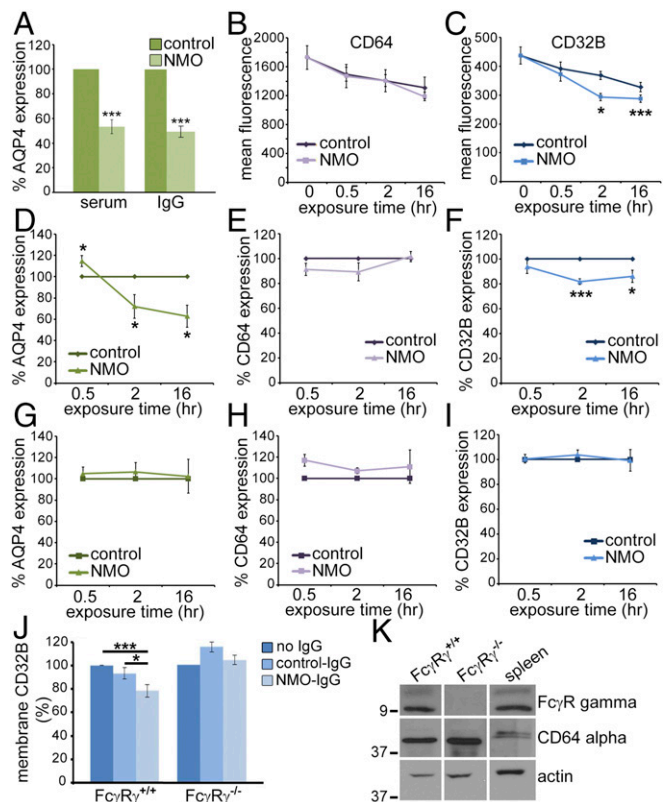 A
control
NMO
% AQP4 expression
120
100
80
60
40
20
0
***
***
serum
IgG
B
CD64
mean fluorescence
2000
1600
1200
800
400
0
control
NMO
0 0.5 2 16
exposure time (hr)
C
CD32B
mean fluorescence
500
400
300
200
100
0
control
NMO
*
***
0 0.5 2 16
exposure time (hr)
D
% AQP4 expression
140
120
100
80
60
40
20
0
*
*
*
control
NMO
0.5 2 16
exposure time (hr)
E
% CD64 expression
120
100
80
60
40
20
0
control
NMO
0.5 2 16
exposure time (hr)
F
% CD32B expression
120
100
80
60
40
20
0
***
*
control
NMO
0.5 2 16
exposure time (hr)
G
% AQP4 expression
140
120
100
80
60
40
20
0
control
NMO
0.5 2 16
exposure time (hr)
H
% CD64 expression
140
120
100
80
60
40
20
0
control
NMO
0.5 2 16
exposure time (hr)
I
% CD32B expression
120
100
80
60
40
20
0
control
NMO
0.5 2 16
exposure time (hr)
J
membrane CD32B
(%)
120
100
80
60
40
20
0
***
*
no IgG
control-IgG
NMO-IgG
FcγRγ+/+
FcγRγ-/-
K
FcγRγ+/+
FcγRγ-/-
spleen
9
FcγR gamma
37
CD64 alpha
37
actin